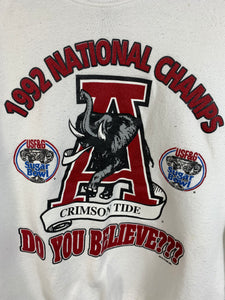 1992 NATIONAL CHAMPS
A
CRIMSON TIDE
USF&G
Sugar
Bowl
USF&G
Sugar
Bowl
DO YOU BELIEVE???